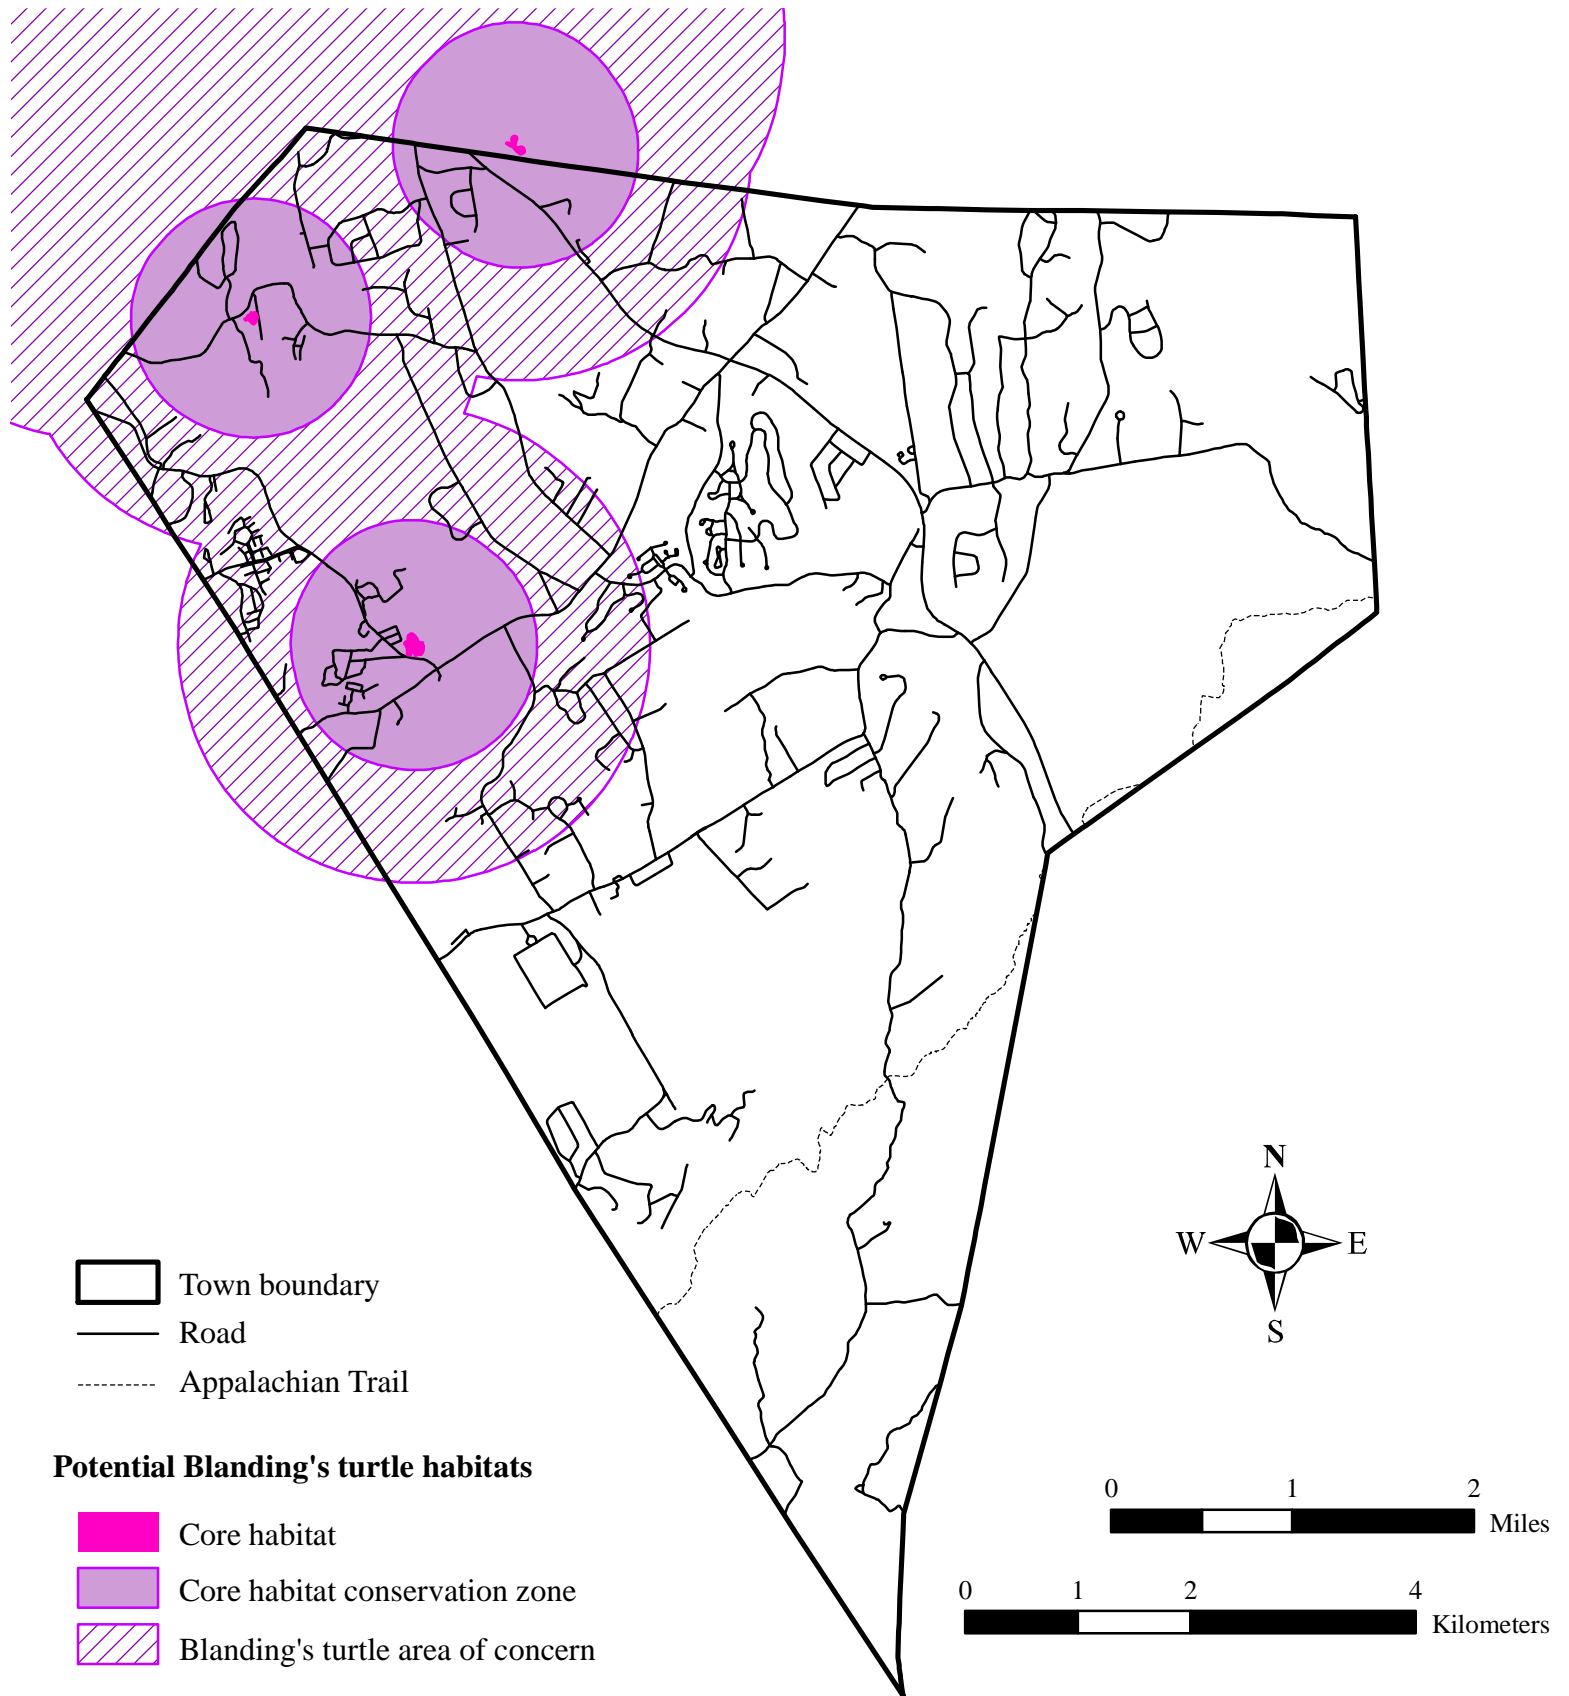 N
W E
S
Town boundary
Road
Appalachian Trail
Potential Blanding's turtle habitats
Core habitat
Core habitat conservation zone
Blanding's turtle area of concern
0 1 2
Miles
0 1 2 4
Kilometers